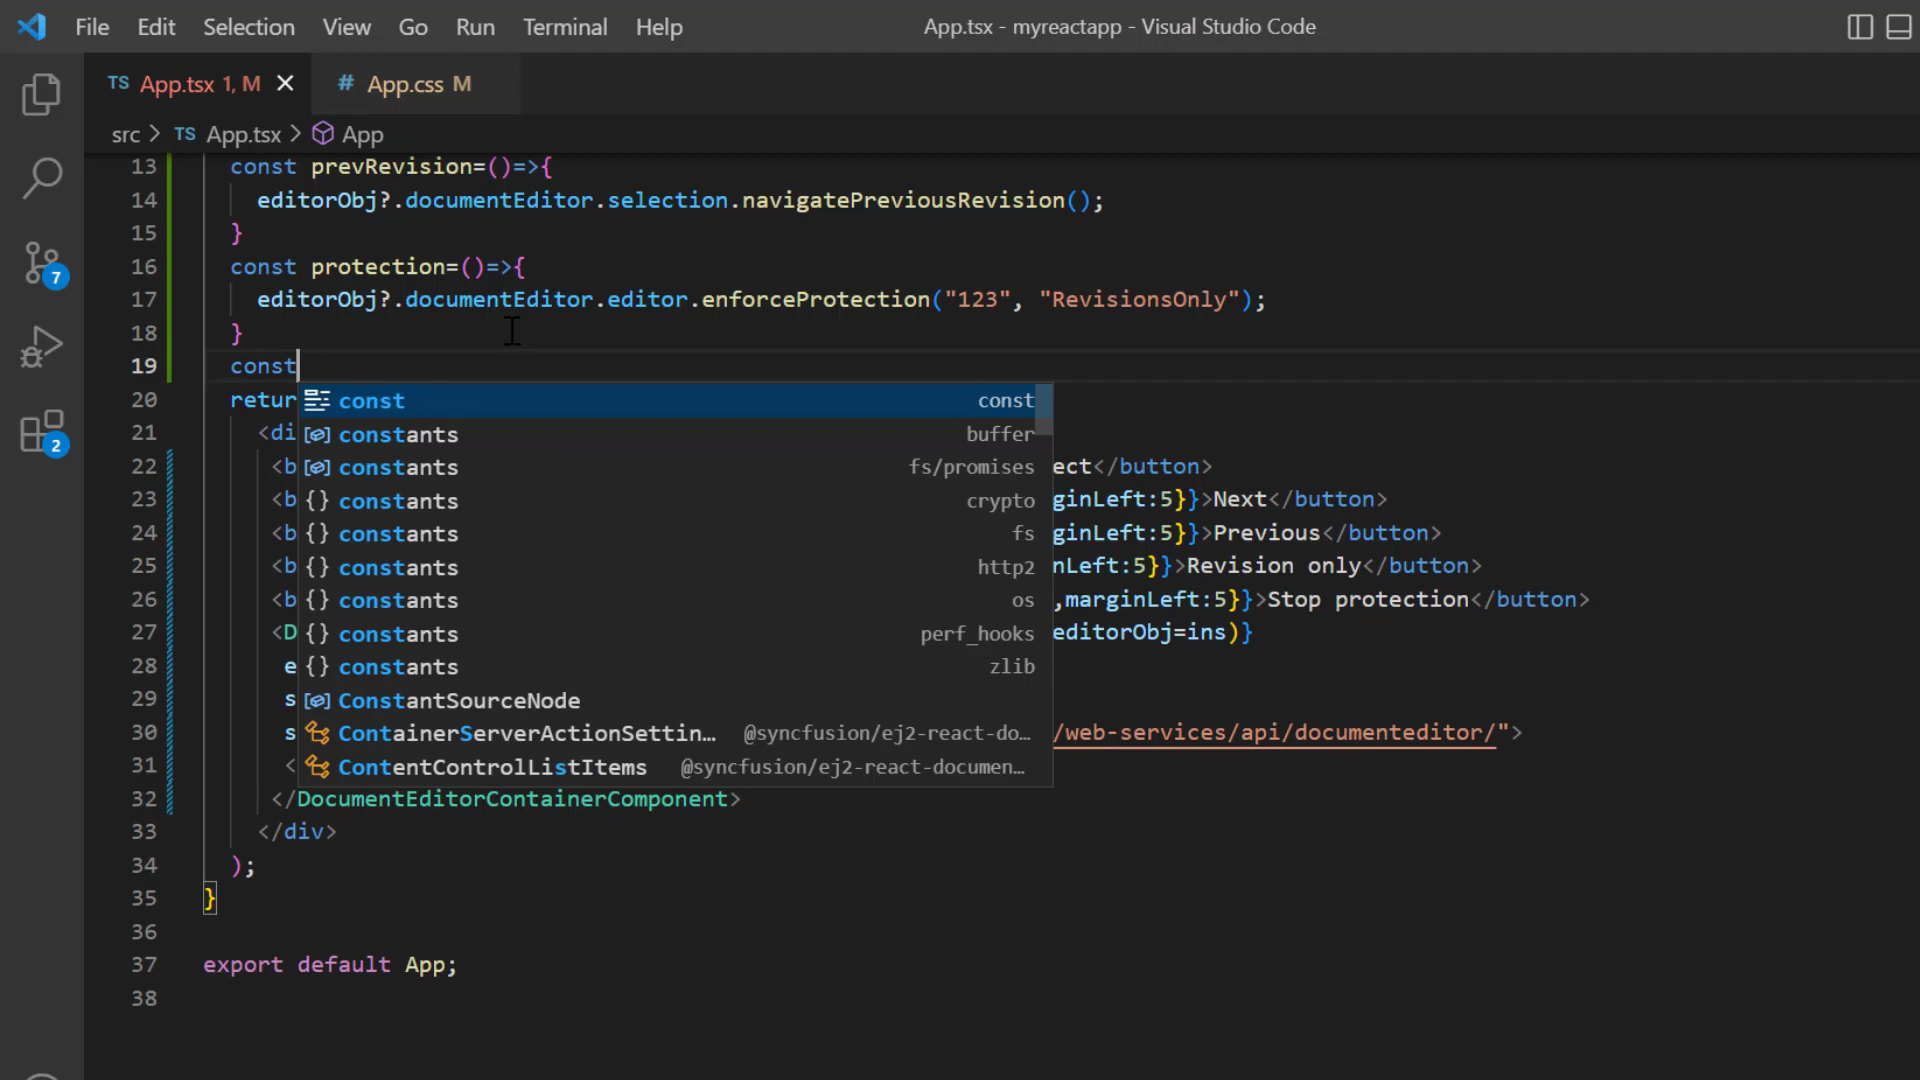 File Edit Selection View Go Run Terminal Help App.tsx - myreactapp - Visual Studio Code
TS App.tsx 1, M # App.css M
src > TS App.tsx > App
13 const prevRevision=()=>{
14 editorObj?.documentEditor.selection.navigatePreviousRevision();
15 }
16 const protection=()=>{
17 editorObj?.documentEditor.editor.enforceProtection("123", "RevisionsOnly");
18 }
19 const
20 retur const const
21 <di constants buffer
22 <b constants fs/promises ect</button>
23 <b {} constants crypto ginLeft:5}}>Next</button>
24 <b {} constants fs ginLeft:5}}>Previous</button>
25 <b {} constants http2 nLeft:5}}>Revision only</button>
26 <b {} constants os ,marginLeft:5}}>Stop protection</button>
27 <D {} constants perf_hooks editorObj=ins)}
28 e {} constants zlib
29 s ConstantSourceNode
30 s ContainerServerActionSettin… @syncfusion/ej2-react-do… /web-services/api/documenteditor/">
31 < ContentControlListItems @syncfusion/ej2-react-documen…
32 </DocumentEditorContainerComponent>
33 </div>
34 );
35 }
36
37 export default App;
38
7
2